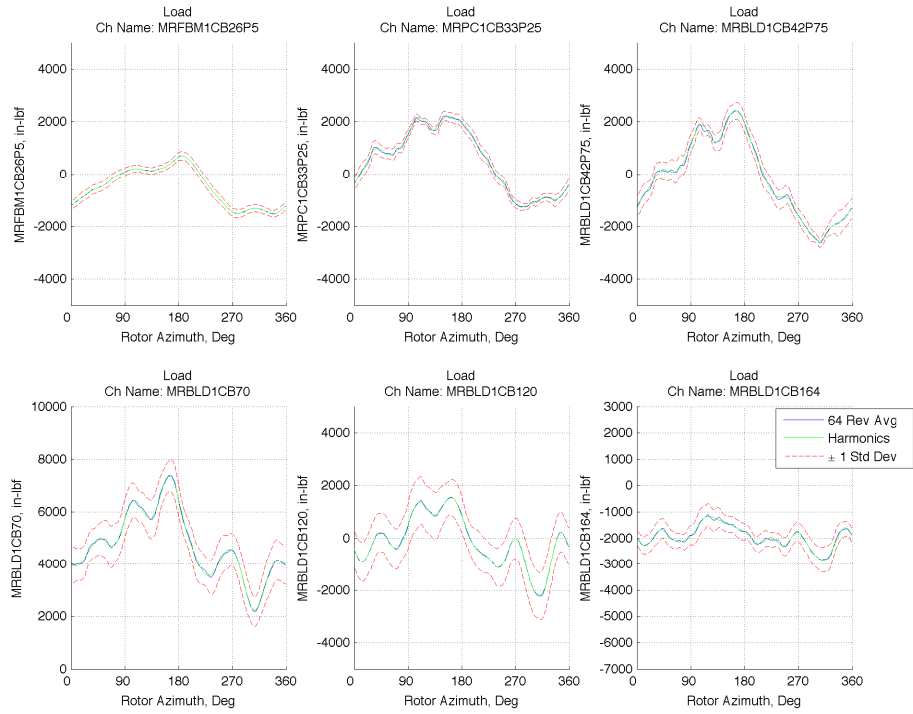 Load
Ch Name: MRFBM1CB26P5
4000
2000
0
-2000
-4000
MRFBM1CB26P5, in-lbf
0 90 180 270 360
Rotor Azimuth, Deg
Load
Ch Name: MRPC1CB33P25
4000
2000
0
-2000
-4000
MRPC1CB33P25, in-lbf
0 90 180 270 360
Rotor Azimuth, Deg
Load
Ch Name: MRBLD1CB42P75
4000
2000
0
-2000
-4000
MRBLD1CB42P75, in-lbf
0 90 180 270 360
Rotor Azimuth, Deg
Load
Ch Name: MRBLD1CB70
10000
8000
6000
4000
2000
0
MRBLD1CB70, in-lbf
0 90 180 270 360
Rotor Azimuth, Deg
Load
Ch Name: MRBLD1CB120
4000
2000
0
-2000
-4000
MRBLD1CB120, in-lbf
0 90 180 270 360
Rotor Azimuth, Deg
Load
Ch Name: MRBLD1CB164
3000
2000
1000
0
-1000
-2000
-3000
-4000
-5000
-6000
-7000
MRBLD1CB164, in-lbf
0 90 180 270 360
Rotor Azimuth, Deg
64 Rev Avg
Harmonics
± 1 Std Dev